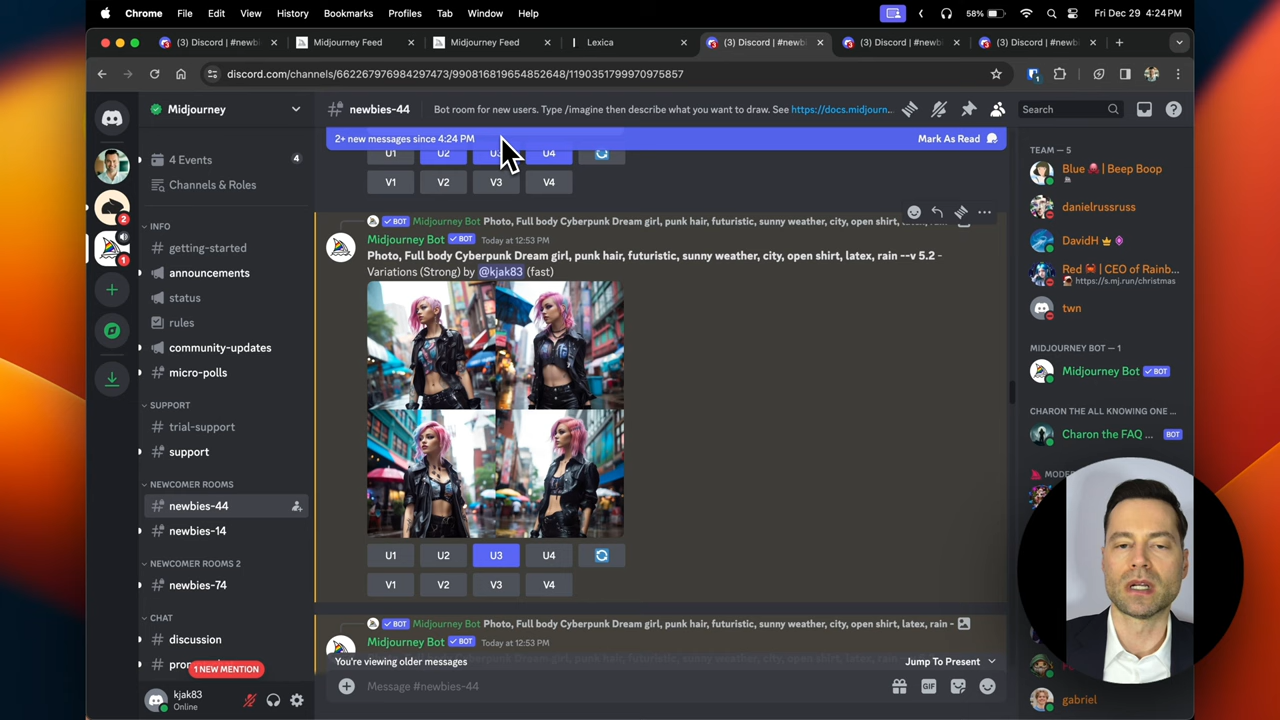 Chrome File Edit View History Bookmarks Profiles Tab Window Help 58% Fri Dec 29 4:24 PM
(3) Discord | #newbi Midjourney Feed Midjourney Feed Lexica (3) Discord | #newb (3) Discord | #newb (3) Discord | #newb
discord.com/channels/662267976984297473/990816819654852648/1190351799970975857
Midjourney
newbies-44 Bot room for new users. Type /imagine then describe what you want to draw. See https://docs.midjourn... Search
2+ new messages since 4:24 PM Mark As Read
4 Events 4
Channels & Roles
INFO
getting-started
announcements
status
rules
community-updates
micro-polls
SUPPORT
trial-support
support
NEWCOMER ROOMS
newbies-44
newbies-14
NEWCOMER ROOMS 2
newbies-74
CHAT
discussion
1 NEW MENTION
kjak83
Online
2
1
U1 U2 U3 U4
V1 V2 V3 V4
BOT Midjourney Bot Photo, Full body Cyberpunk Dream girl, punk hair, futuristic, sunny weather, city, open shirt, latex, rain -
Midjourney Bot BOT Today at 12:53 PM
Photo, Full body Cyberpunk Dream girl, punk hair, futuristic, sunny weather, city, open shirt, latex, rain --v 5.2 -
Variations (Strong) by @kjak83 (fast)
U1 U2 U3 U4
V1 V2 V3 V4
BOT Midjourney Bot Photo, Full body Cyberpunk Dream girl, punk hair, futuristic, sunny weather, city, open shirt, latex, rain -
Midjourney Bot BOT Today at 12:53 PM
You're viewing older messages Jump To Present
Message #newbies-44 GIF
TEAM — 5
Blue | Beep Boop
danielrussruss
DavidH
Red | CEO of Rainb...
https://s.mj.run/christmas
twn
MIDJOURNEY BOT — 1
Midjourney Bot BOT
CHARON THE ALL KNOWING ONE ...
Charon the FAQ ... BOT
gabriel